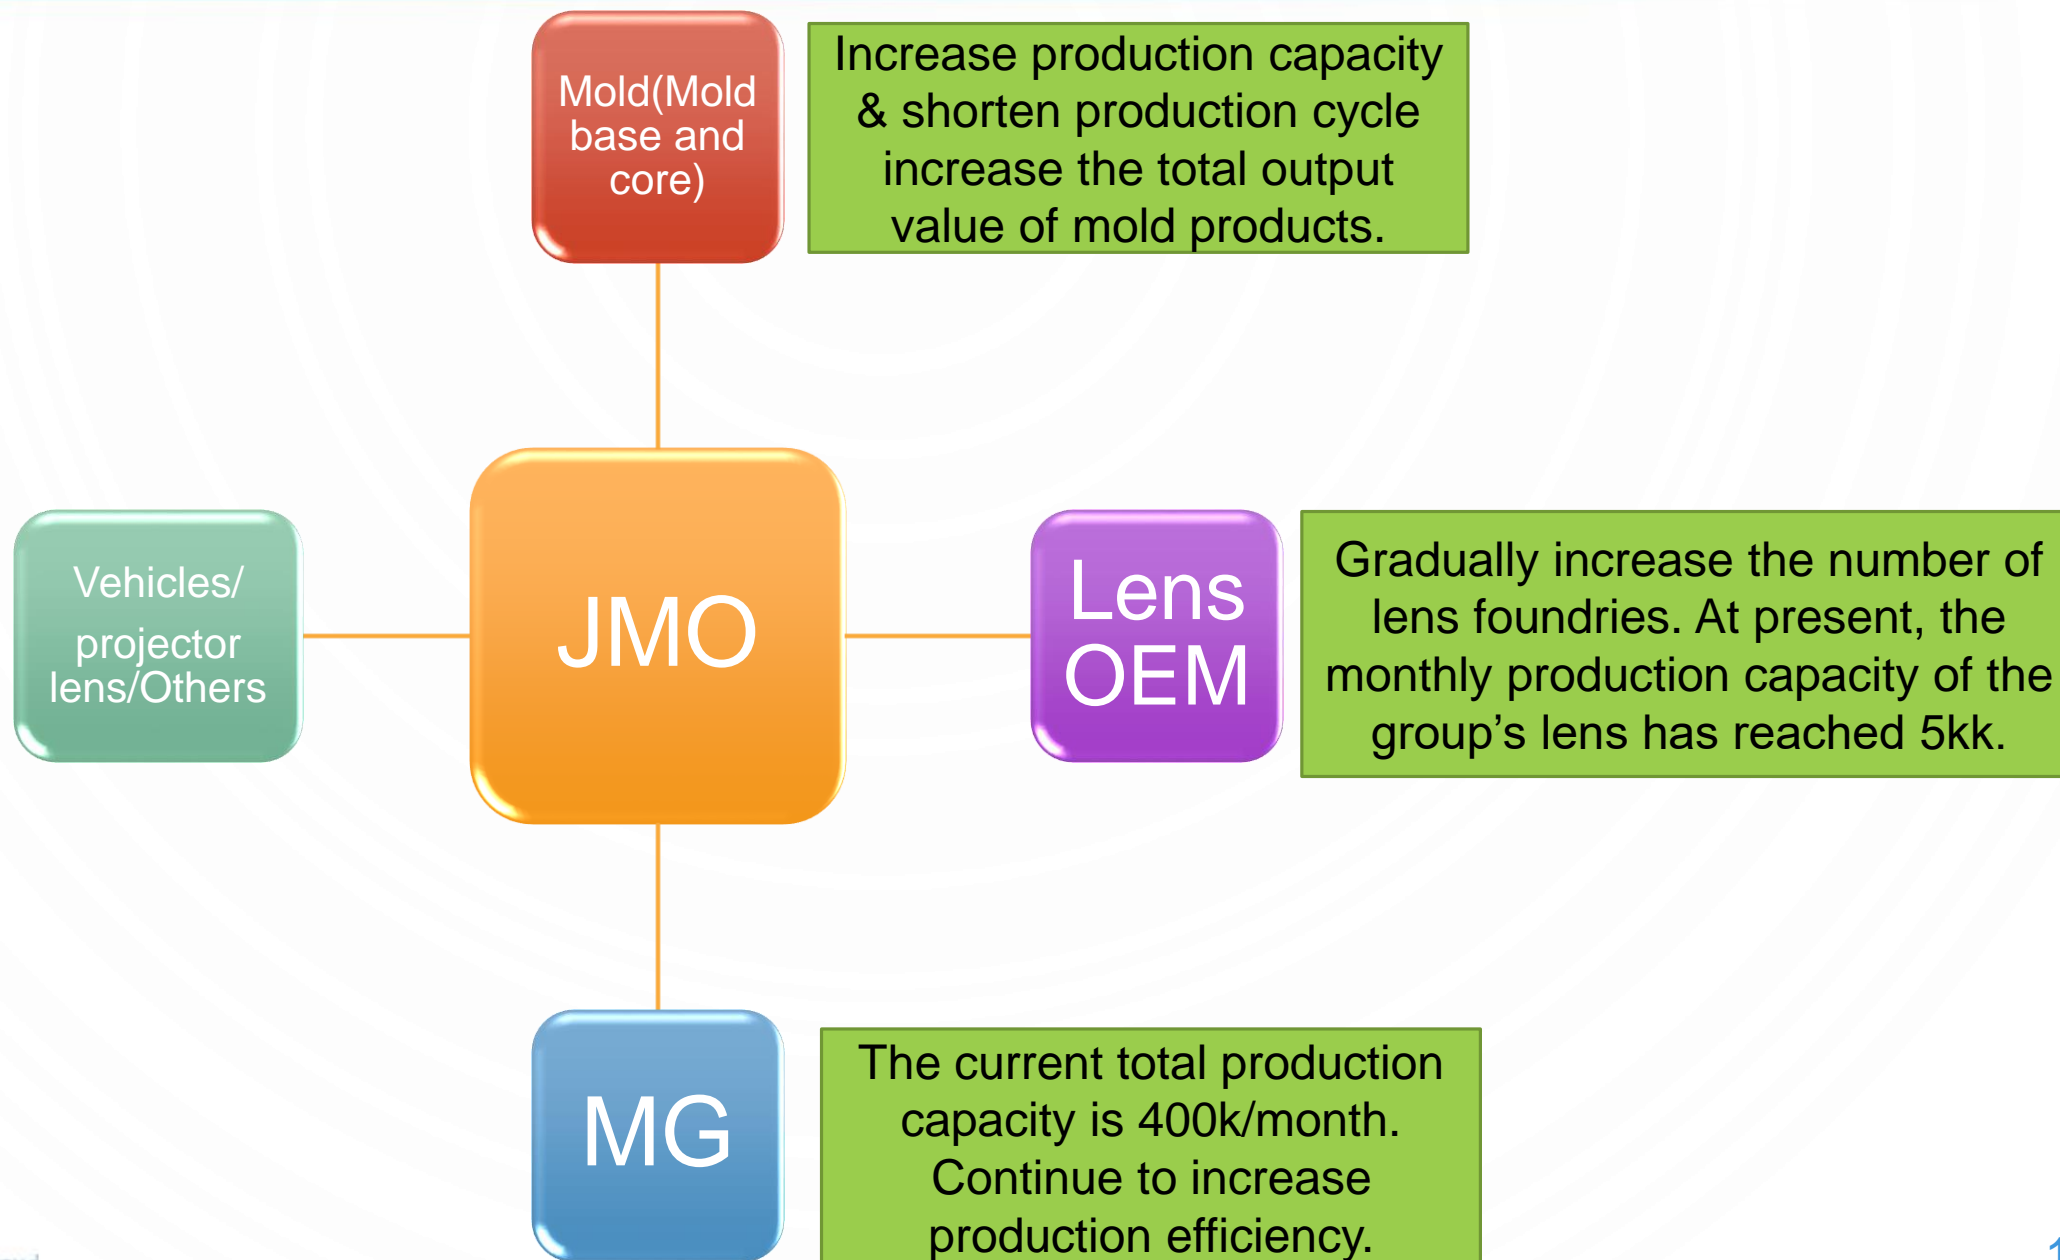 Mold(Mold
base and
core)
Increase production capacity
& shorten production cycle
increase the total output
value of mold products.
Vehicles/
projector
lens/Others
JMO
Lens
OEM
Gradually increase the number of
lens foundries. At present, the
monthly production capacity of the
group’s lens has reached 5kk.
MG
The current total production
capacity is 400k/month.
Continue to increase
production efficiency.